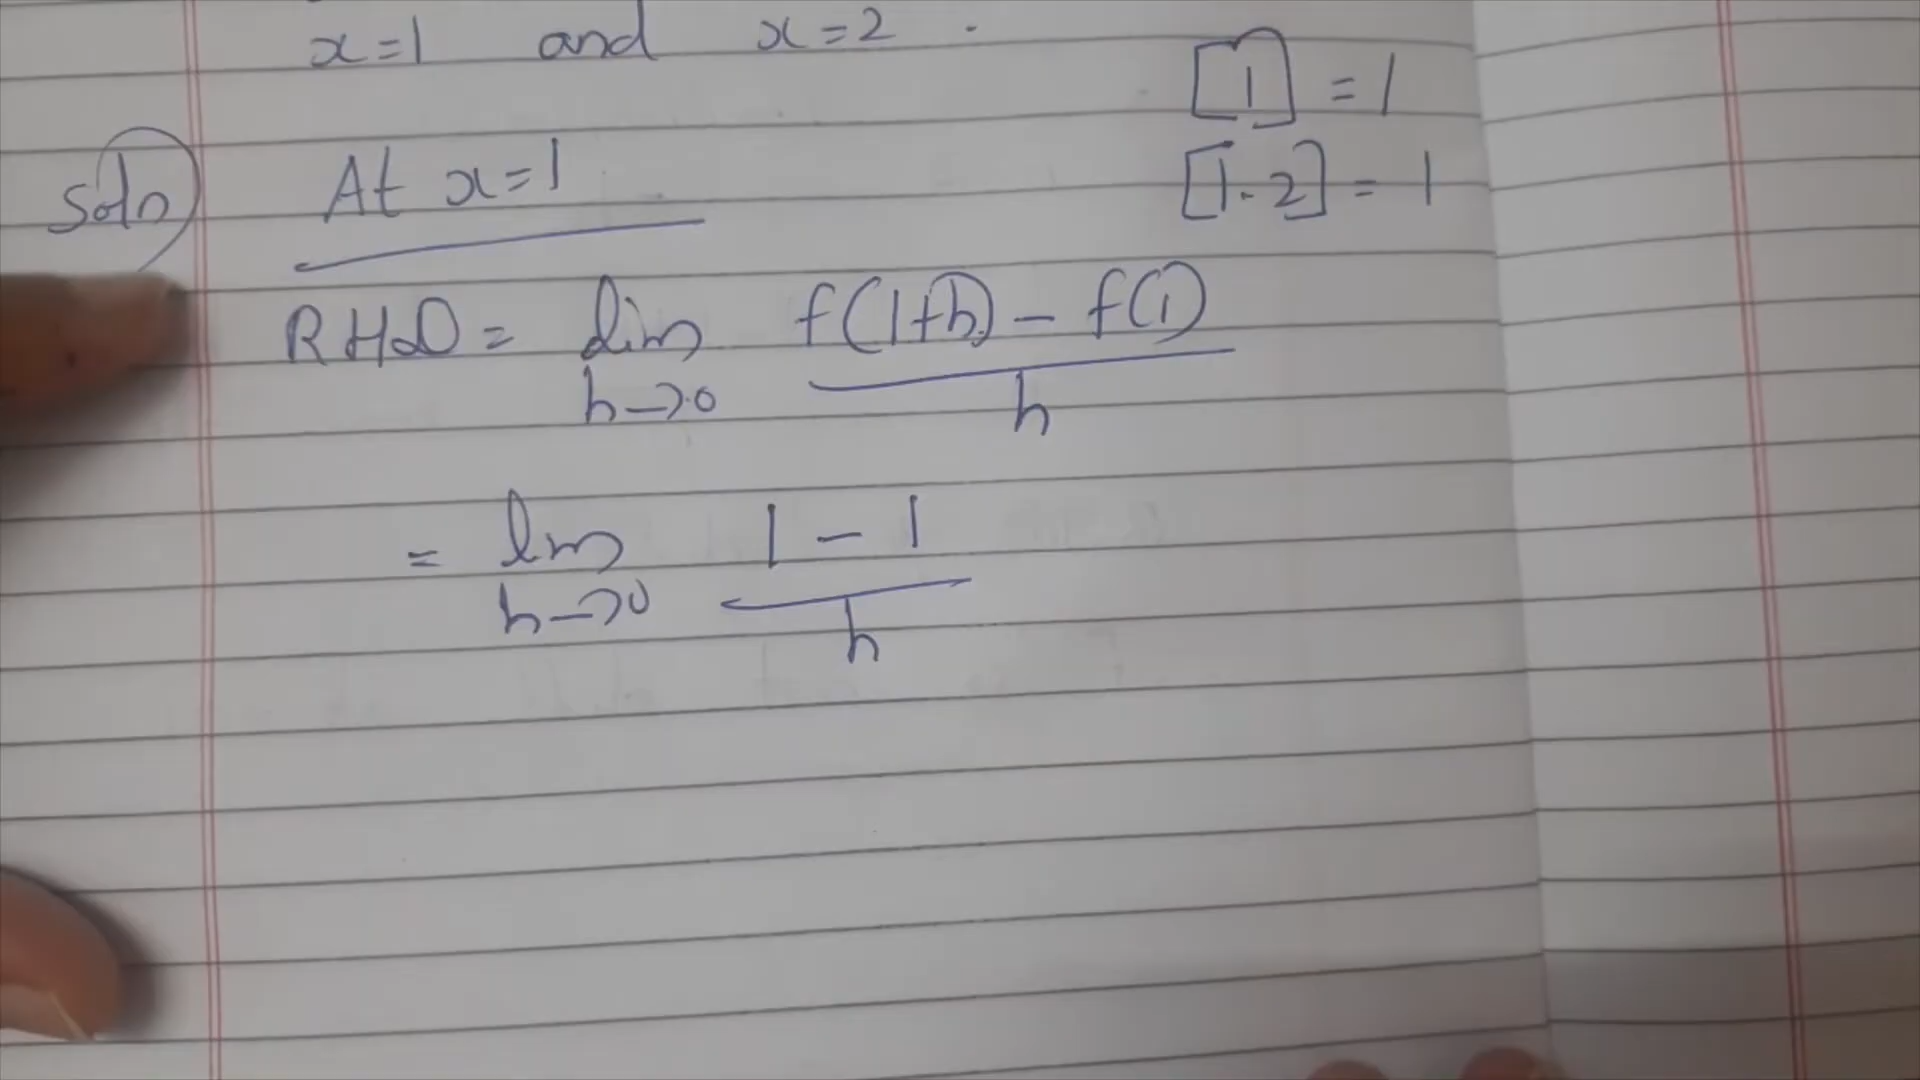 x=1 and x=2 .
[1] = 1
Soln At x=1
[1.2] = 1
RHD = lim f(1+h) - f(1)
h→0 h
= lim 1 - 1
h→0 h